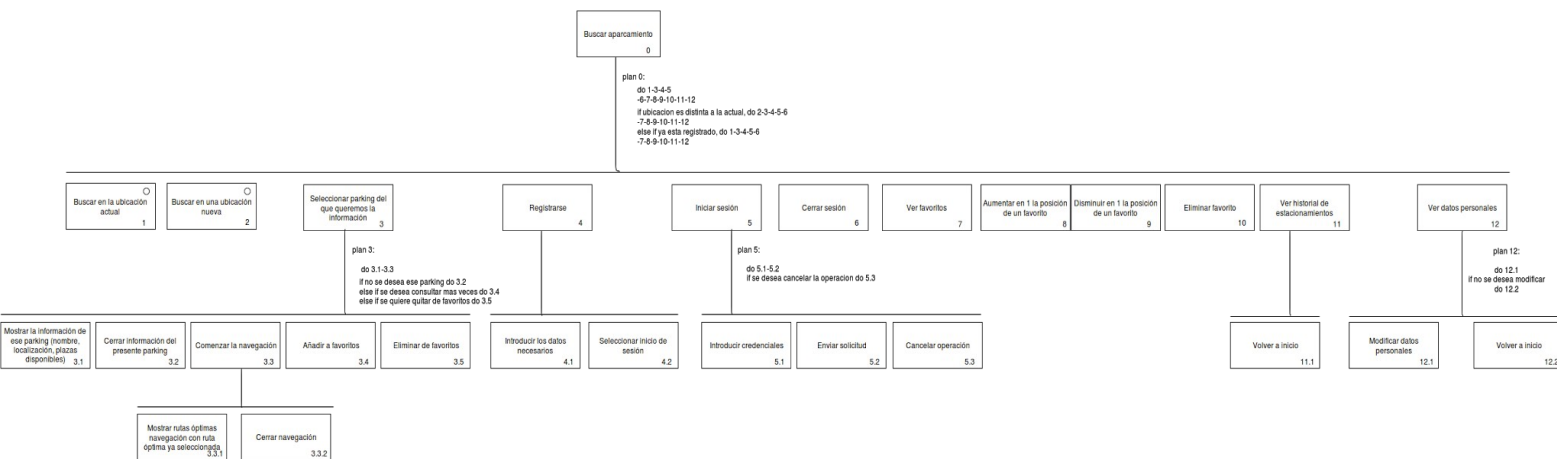 Buscar aparcamiento
0
plan 0:
do 1-3-4-5
-6-7-8-9-10-11-12
if ubicacion es distinta a la actual, do 2-3-4-5-6
-7-8-9-10-11-12
else if ya esta registrado, do 1-3-4-5-6
-7-8-9-10-11-12
Buscar en la ubicación
actual
1
Buscar en una ubicación
nueva
2
Seleccionar parking del
que queremos la
información
3
Registrarse
4
Iniciar sesión
5
Cerrar sesión
6
Ver favoritos
7
Aumentar en 1 la posición
de un favorito
8
Disminuir en 1 la posición
de un favorito
9
Eliminar favorito
10
Ver historial de
estacionamientos
11
Ver datos personales
12
plan 3:
do 3.1-3.3
if no se desea ese parking do 3.2
else if se desea consultar mas veces do 3.4
else if se quiere quitar de favoritos do 3.5
plan 5:
do 5.1-5.2
if se desea cancelar la operacion do 5.3
plan 12:
do 12.1
if no se desea modificar
do 12.2
Mostrar la información de
ese parking (nombre,
localización, plazas
disponibles)
3.1
Cerrar información del
presente parking
3.2
Comenzar la navegación
3.3
Añadir a favoritos
3.4
Eliminar de favoritos
3.5
Introducir los datos
necesarios
4.1
Seleccionar inicio de
sesión
4.2
Introducir credenciales
5.1
Enviar solicitud
5.2
Cancelar operación
5.3
Volver a inicio
11.1
Modificar datos
personales
12.1
Volver a inicio
12.2
Mostrar rutas óptimas
navegación con ruta
óptima ya seleccionada
3.3.1
Cerrar navegación
3.3.2